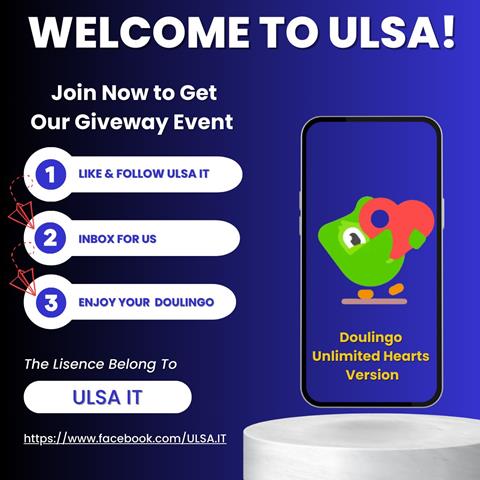 WELCOME TO ULSA!
Join Now to Get
Our Giveway Event
1 LIKE & FOLLOW ULSA IT
2 INBOX FOR US
3 ENJOY YOUR DOULINGO
The Lisence Belong To
ULSA IT
https://www.facebook.com/ULSA.IT
Doulingo
Unlimited Hearts
Version